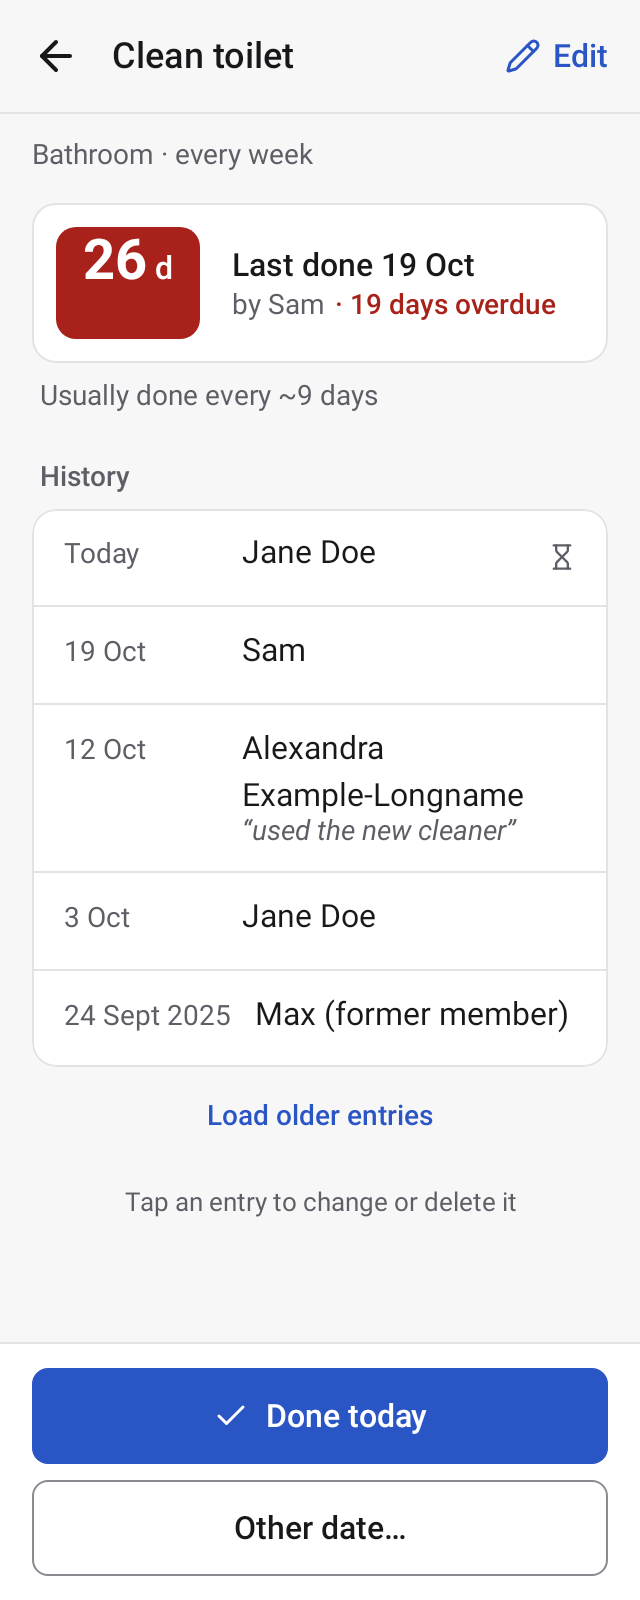 Clean toilet
Edit
Bathroom · every week
26 d
Last done 19 Oct
by Sam · 19 days overdue
Usually done every ~9 days
History
Today Jane Doe
19 Oct Sam
12 Oct Alexandra
Example-Longname
“used the new cleaner”
3 Oct Jane Doe
24 Sept 2025 Max (former member)
Load older entries
Tap an entry to change or delete it
Done today
Other date…